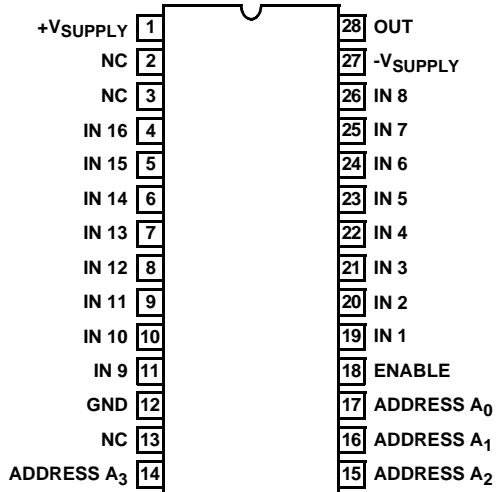 +VSUPPLY 1 28 OUT
NC 2 27 -VSUPPLY
NC 3 26 IN 8
IN 16 4 25 IN 7
IN 15 5 24 IN 6
IN 14 6 23 IN 5
IN 13 7 22 IN 4
IN 12 8 21 IN 3
IN 11 9 20 IN 2
IN 10 10 19 IN 1
IN 9 11 18 ENABLE
GND 12 17 ADDRESS A0
NC 13 16 ADDRESS A1
ADDRESS A3 14 15 ADDRESS A2